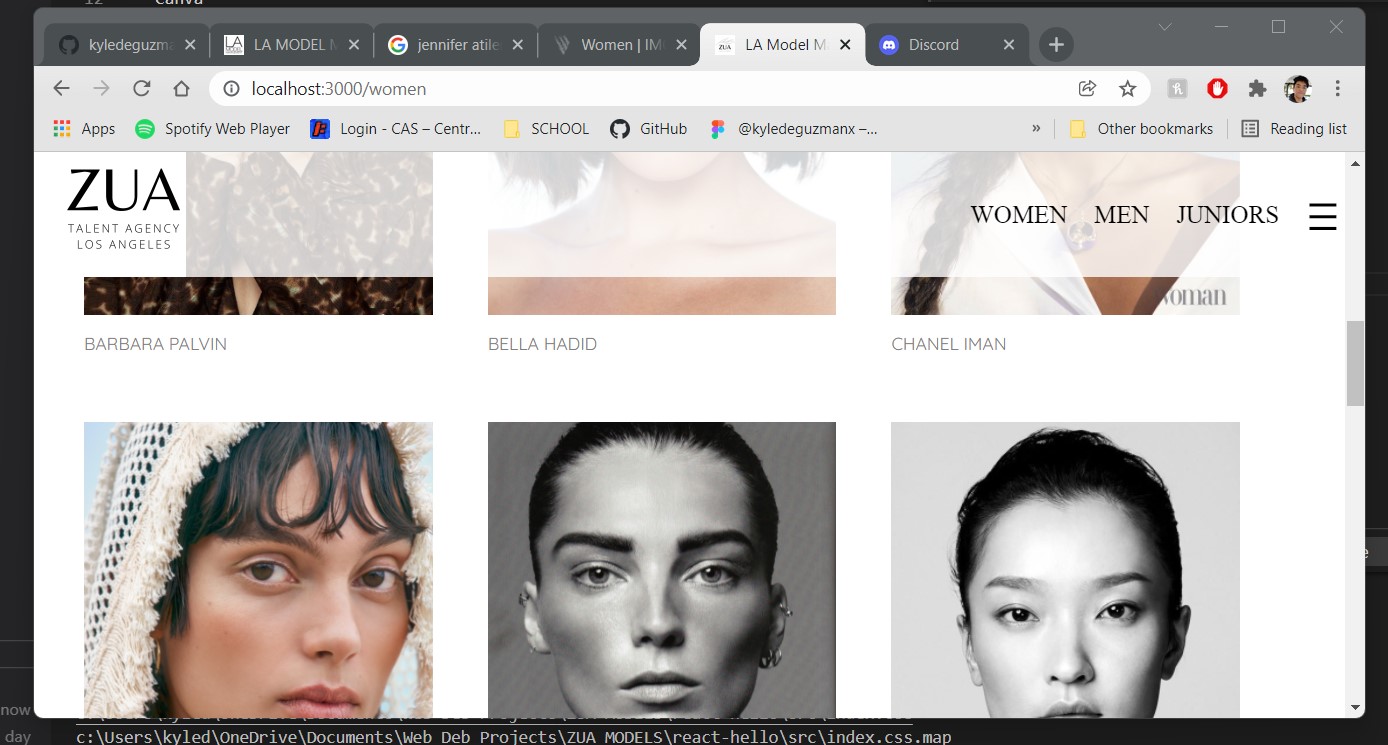 12 Canva
kyledeguzma
LA MODEL M
jennifer atile
Women | IM
LA Model M
Discord
localhost:3000/women
Apps
Spotify Web Player
Login - CAS – Centr...
SCHOOL
GitHub
@kyledeguzmanx –...
»
Other bookmarks
Reading list
ZUA
TALENT AGENCY
LOS ANGELES
WOMEN MEN JUNIORS
woman
BARBARA PALVIN
BELLA HADID
CHANEL IMAN
now
day
c:\Users\kyled\OneDrive\Documents\Web Deb Projects\ZUA MODELS\react-hello\src\index.css.map